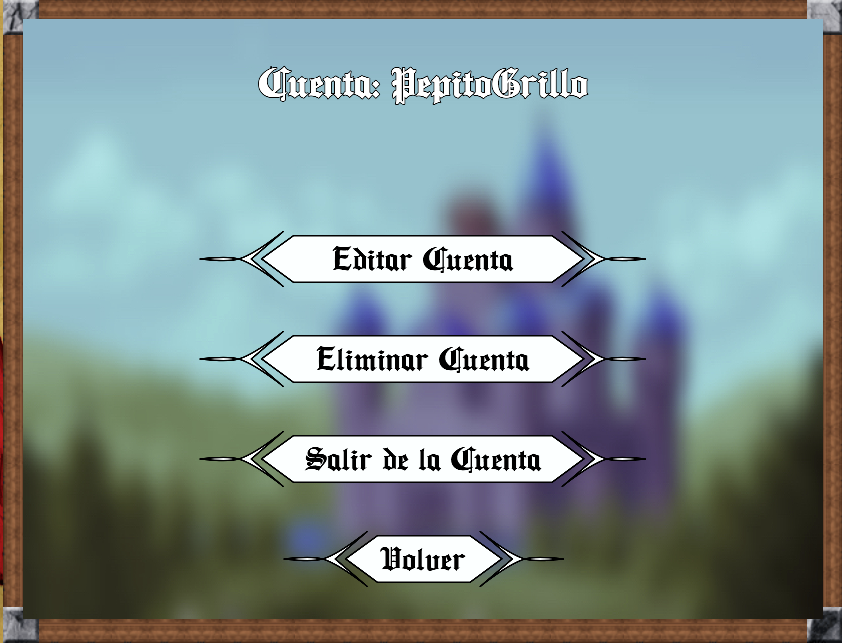 Cuenta: PepitoGrillo
Editar Cuenta
Eliminar Cuenta
Salir de la Cuenta
Volver